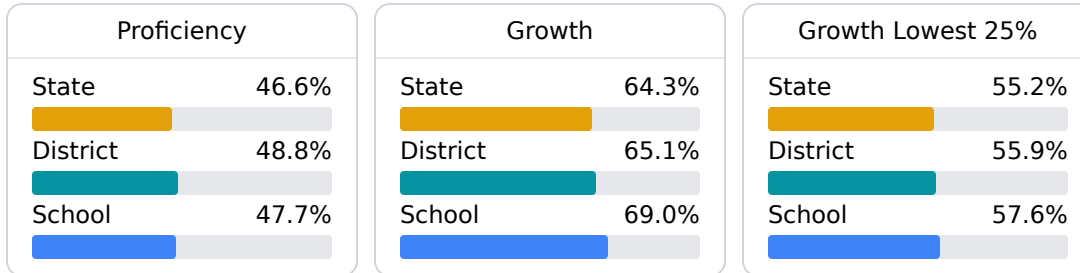 Proficiency
State 46.6%
District 48.8%
School 47.7%
Growth
State 64.3%
District 65.1%
School 69.0%
Growth Lowest 25%
State 55.2%
District 55.9%
School 57.6%